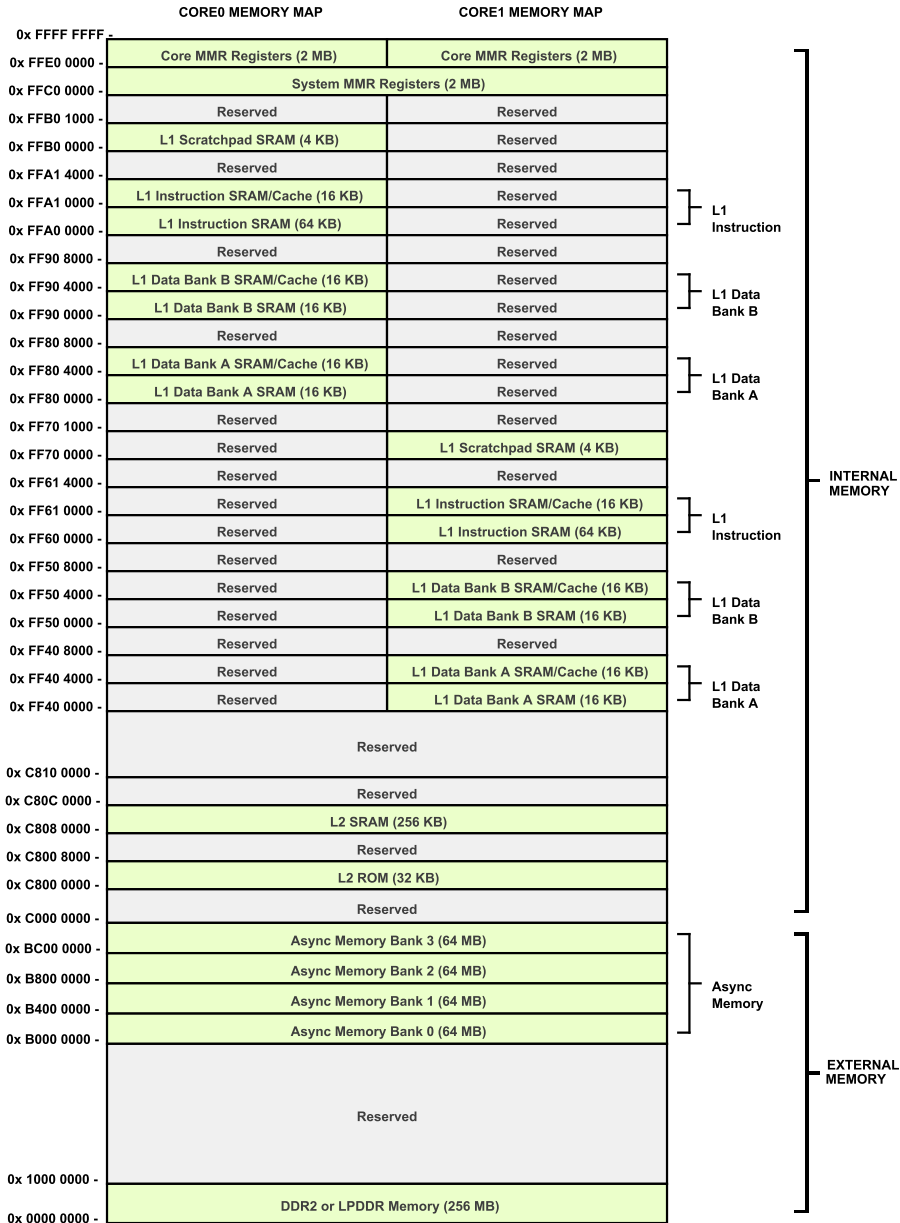 CORE0 MEMORY MAP CORE1 MEMORY MAP
0x FFFF FFFF -
Core MMR Registers (2 MB) Core MMR Registers (2 MB)
0x FFE0 0000 -
System MMR Registers (2 MB)
0x FFC0 0000 -
Reserved Reserved
0x FFB0 1000 -
L1 Scratchpad SRAM (4 KB) Reserved
0x FFB0 0000 -
Reserved Reserved
0x FFA1 4000 -
L1 Instruction SRAM/Cache (16 KB) Reserved
0x FFA1 0000 -
L1 Instruction SRAM (64 KB) Reserved
0x FFA0 0000 -
L1
Instruction
Reserved Reserved
0x FF90 8000 -
L1 Data Bank B SRAM/Cache (16 KB) Reserved
0x FF90 4000 -
L1 Data Bank B SRAM (16 KB) Reserved
0x FF90 0000 -
L1 Data
Bank B
Reserved Reserved
0x FF80 8000 -
L1 Data Bank A SRAM/Cache (16 KB) Reserved
0x FF80 4000 -
L1 Data Bank A SRAM (16 KB) Reserved
0x FF80 0000 -
L1 Data
Bank A
Reserved Reserved
0x FF70 1000 -
Reserved L1 Scratchpad SRAM (4 KB)
0x FF70 0000 -
Reserved Reserved
0x FF61 4000 -
INTERNAL
MEMORY
Reserved L1 Instruction SRAM/Cache (16 KB)
0x FF61 0000 -
Reserved L1 Instruction SRAM (64 KB)
0x FF60 0000 -
L1
Instruction
Reserved Reserved
0x FF50 8000 -
Reserved L1 Data Bank B SRAM/Cache (16 KB)
0x FF50 4000 -
Reserved L1 Data Bank B SRAM (16 KB)
0x FF50 0000 -
L1 Data
Bank B
Reserved Reserved
0x FF40 8000 -
Reserved L1 Data Bank A SRAM/Cache (16 KB)
0x FF40 4000 -
Reserved L1 Data Bank A SRAM (16 KB)
0x FF40 0000 -
L1 Data
Bank A
Reserved
0x C810 0000 -
Reserved
0x C80C 0000 -
L2 SRAM (256 KB)
0x C808 0000 -
Reserved
0x C800 8000 -
L2 ROM (32 KB)
0x C800 0000 -
Reserved
0x C000 0000 -
Async Memory Bank 3 (64 MB)
0x BC00 0000 -
Async Memory Bank 2 (64 MB)
0x B800 0000 -
Async Memory Bank 1 (64 MB)
0x B400 0000 -
Async Memory Bank 0 (64 MB)
0x B000 0000 -
Async
Memory
Reserved
EXTERNAL
MEMORY
0x 1000 0000 -
DDR2 or LPDDR Memory (256 MB)
0x 0000 0000 -